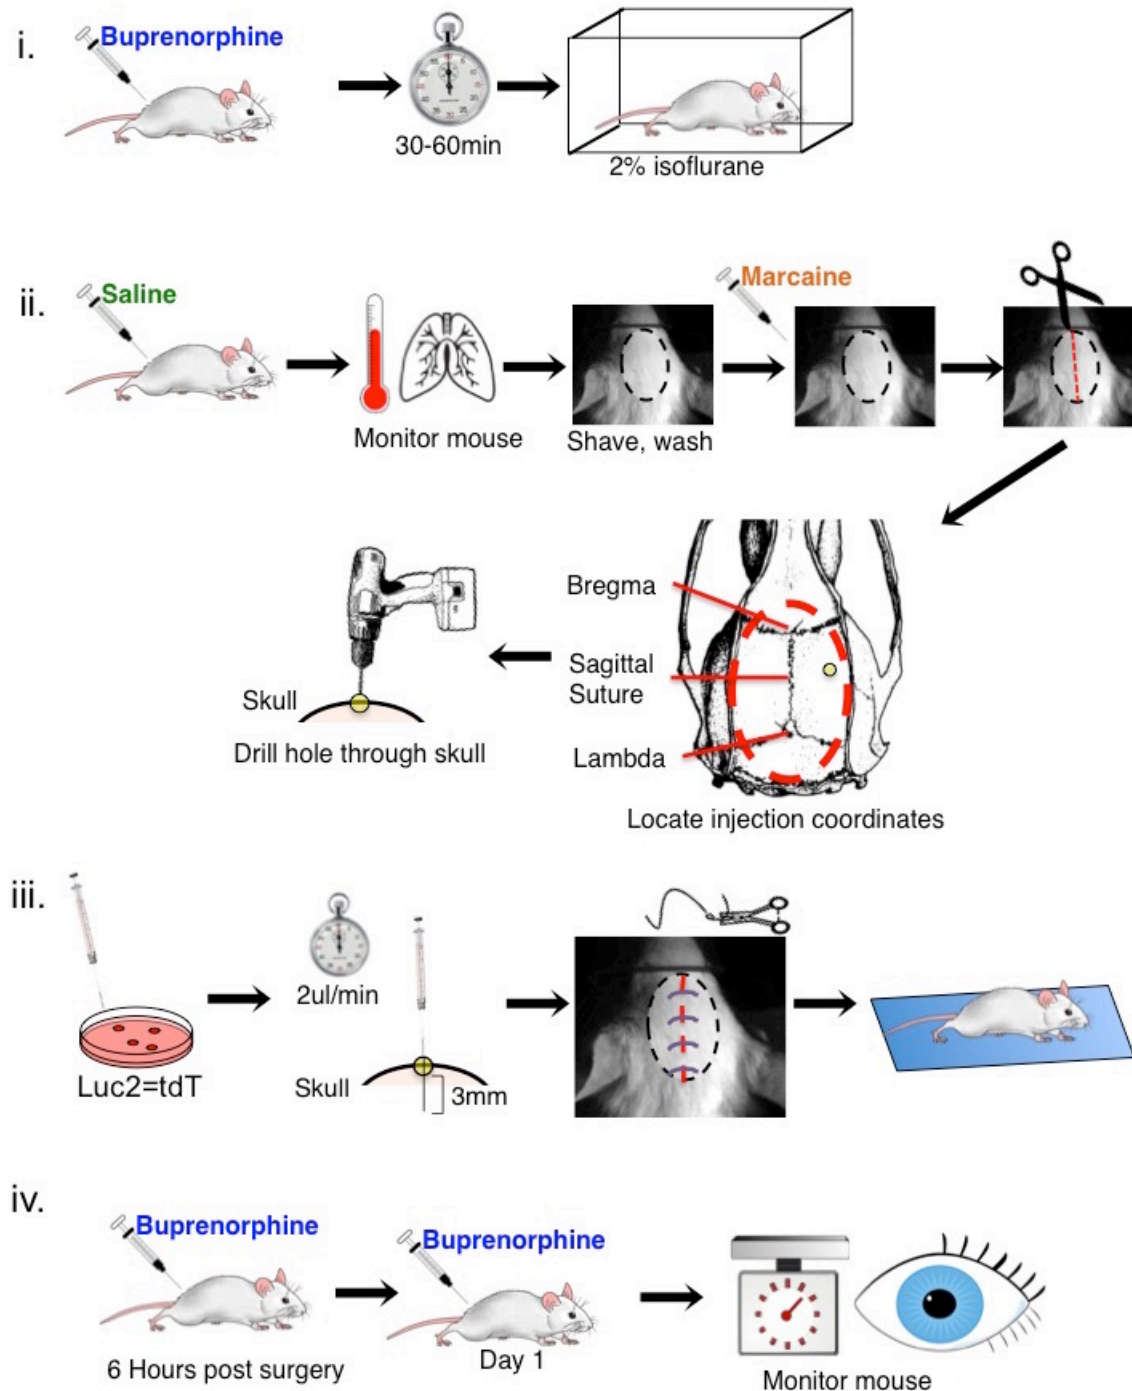 i.
Buprenorphine
30-60min
2% isoflurane
ii.
Saline
Marcaine
Monitor mouse
Shave, wash
Bregma
Sagittal
Suture
Lambda
Skull
Drill hole through skull
Locate injection coordinates
iii.
Luc2=tdT
2ul/min
Skull
3mm
iv.
Buprenorphine
Buprenorphine
6 Hours post surgery
Day 1
Monitor mouse